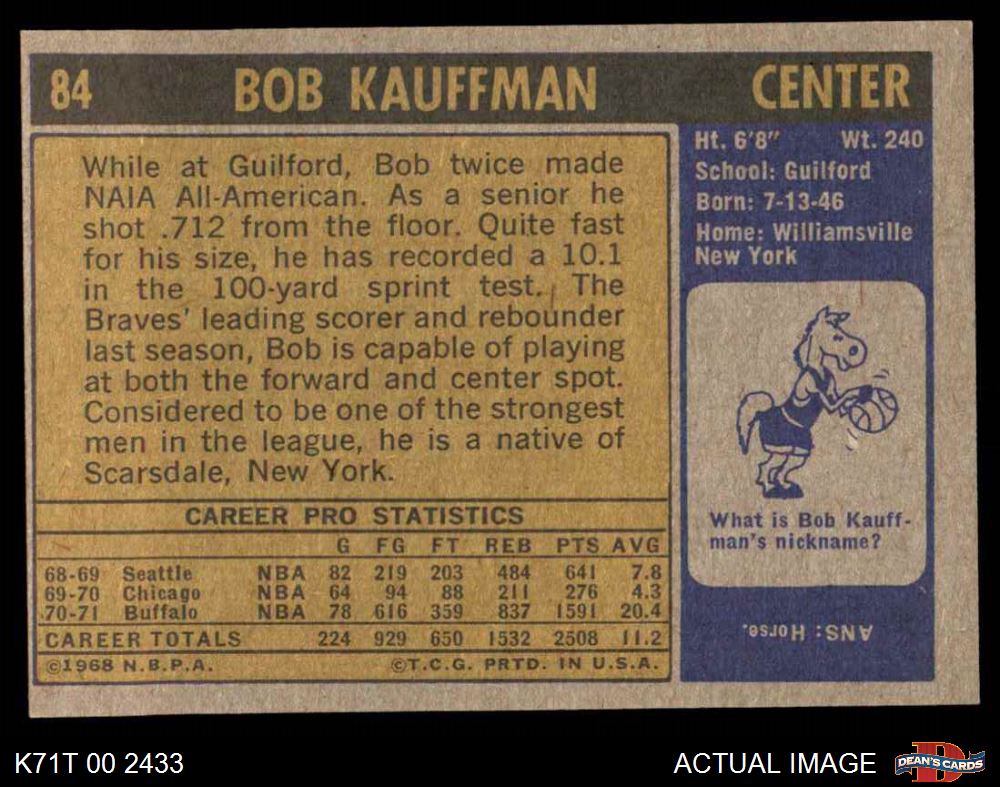 84 BOB KAUFFMAN CENTER
While at Guilford, Bob twice made
NAIA All-American. As a senior he
shot .712 from the floor. Quite fast
for his size, he has recorded a 10.1
in the 100-yard sprint test. The
Braves' leading scorer and rebounder
last season, Bob is capable of playing
at both the forward and center spot.
Considered to be one of the strongest
men in the league, he is a native of
Scarsdale, New York.
Ht. 6'8" Wt. 240
School: Guilford
Born: 7-13-46
Home: Williamsville
New York
What is Bob Kauff-
man's nickname?
ANS: Horse.
CAREER PRO STATISTICS
G FG FT REB PTS AVG
68-69 Seattle NBA 82 219 203 484 641 7.8
69-70 Chicago NBA 64 94 88 211 276 4.3
70-71 Buffalo NBA 78 616 359 837 1591 20.4
CAREER TOTALS 224 929 650 1532 2508 11.2
©1968 N.B.P.A. ©T.C.G. PRTD. IN U.S.A.
K71T 00 2433 ACTUAL IMAGE
D
DEAN'S CARDS